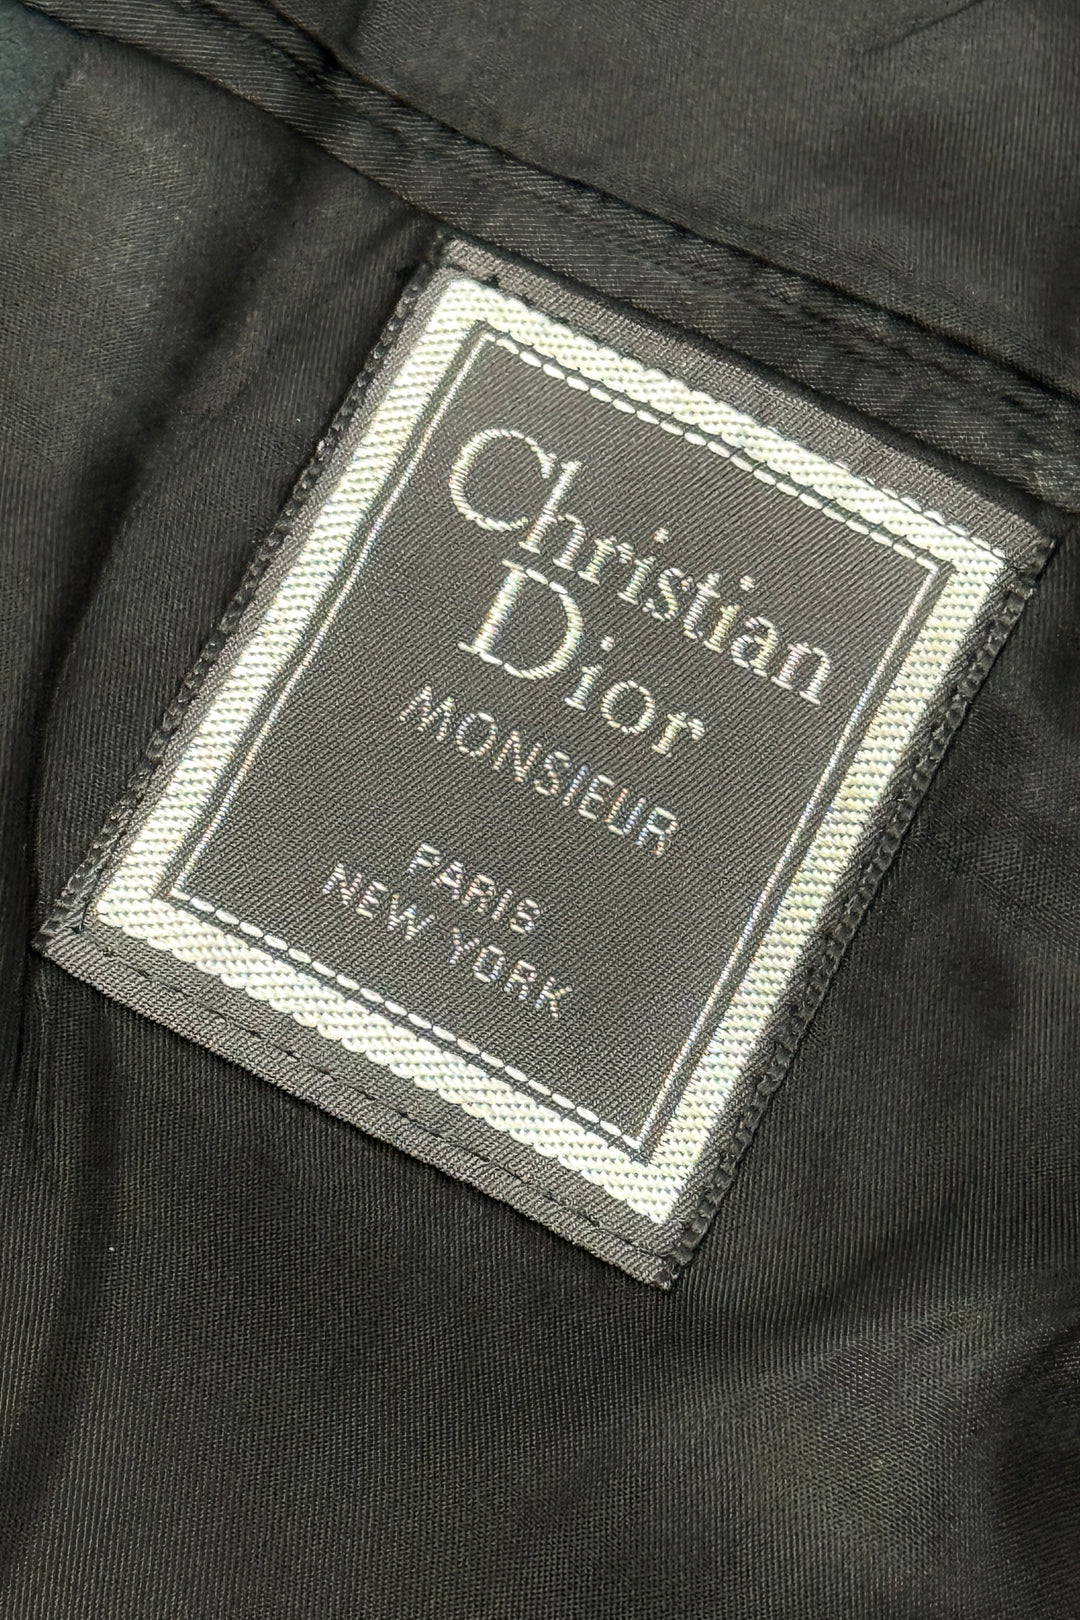 Christian
Dior
MONSIEUR
PARIS
NEW YORK